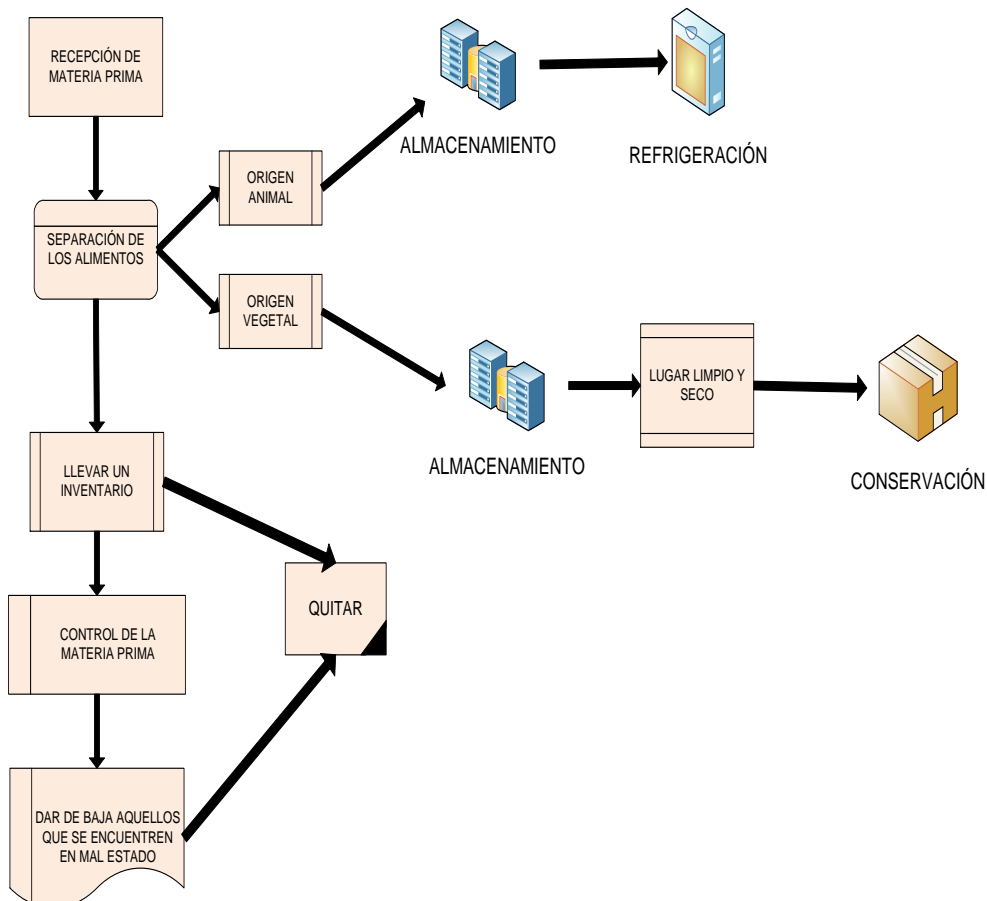 RECEPCIÓN DE
MATERIA PRIMA
ALMACENAMIENTO
REFRIGERACIÓN
ORIGEN
ANIMAL
SEPARACIÓN DE
LOS ALIMENTOS
ORIGEN
VEGETAL
ALMACENAMIENTO
LUGAR LIMPIO Y
SECO
CONSERVACIÓN
LLEVAR UN
INVENTARIO
QUITAR
CONTROL DE LA
MATERIA PRIMA
DAR DE BAJA AQUELLOS
QUE SE ENCUENTREN
EN MAL ESTADO